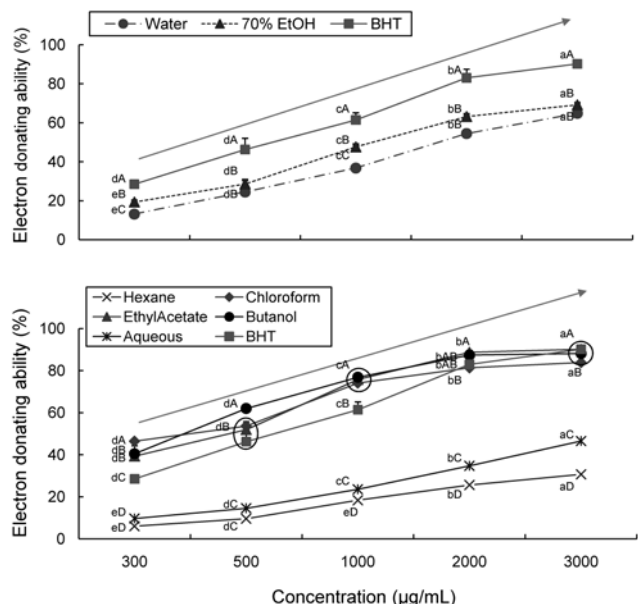 Water 70% EtOH BHT
Electron donating ability (%)
100
80
60
40
20
0
dA
eB
eC
dA
dB
dB
cA
cB
cC
bA
bB
bB
aA
aB
aB
Hexane Chloroform
EthylAcetate Butanol
Aqueous BHT
Electron donating ability (%)
100
80
60
40
20
0
dA
dB
dB
dC
eD
eD
dA
dB
dC
dC
cA
cB
cC
eD
bA
bAB
bAB
bB
bC
bD
aA
aB
aC
aD
300 500 1000 2000 3000
Concentration (µg/mL)